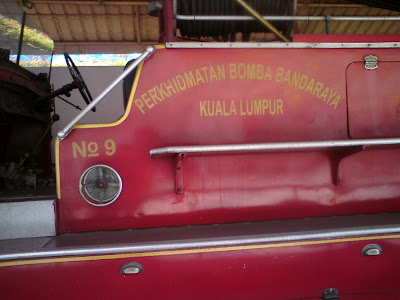 PERKHIDMATAN BOMBA BANDARAYA
KUALA LUMPUR
No 9